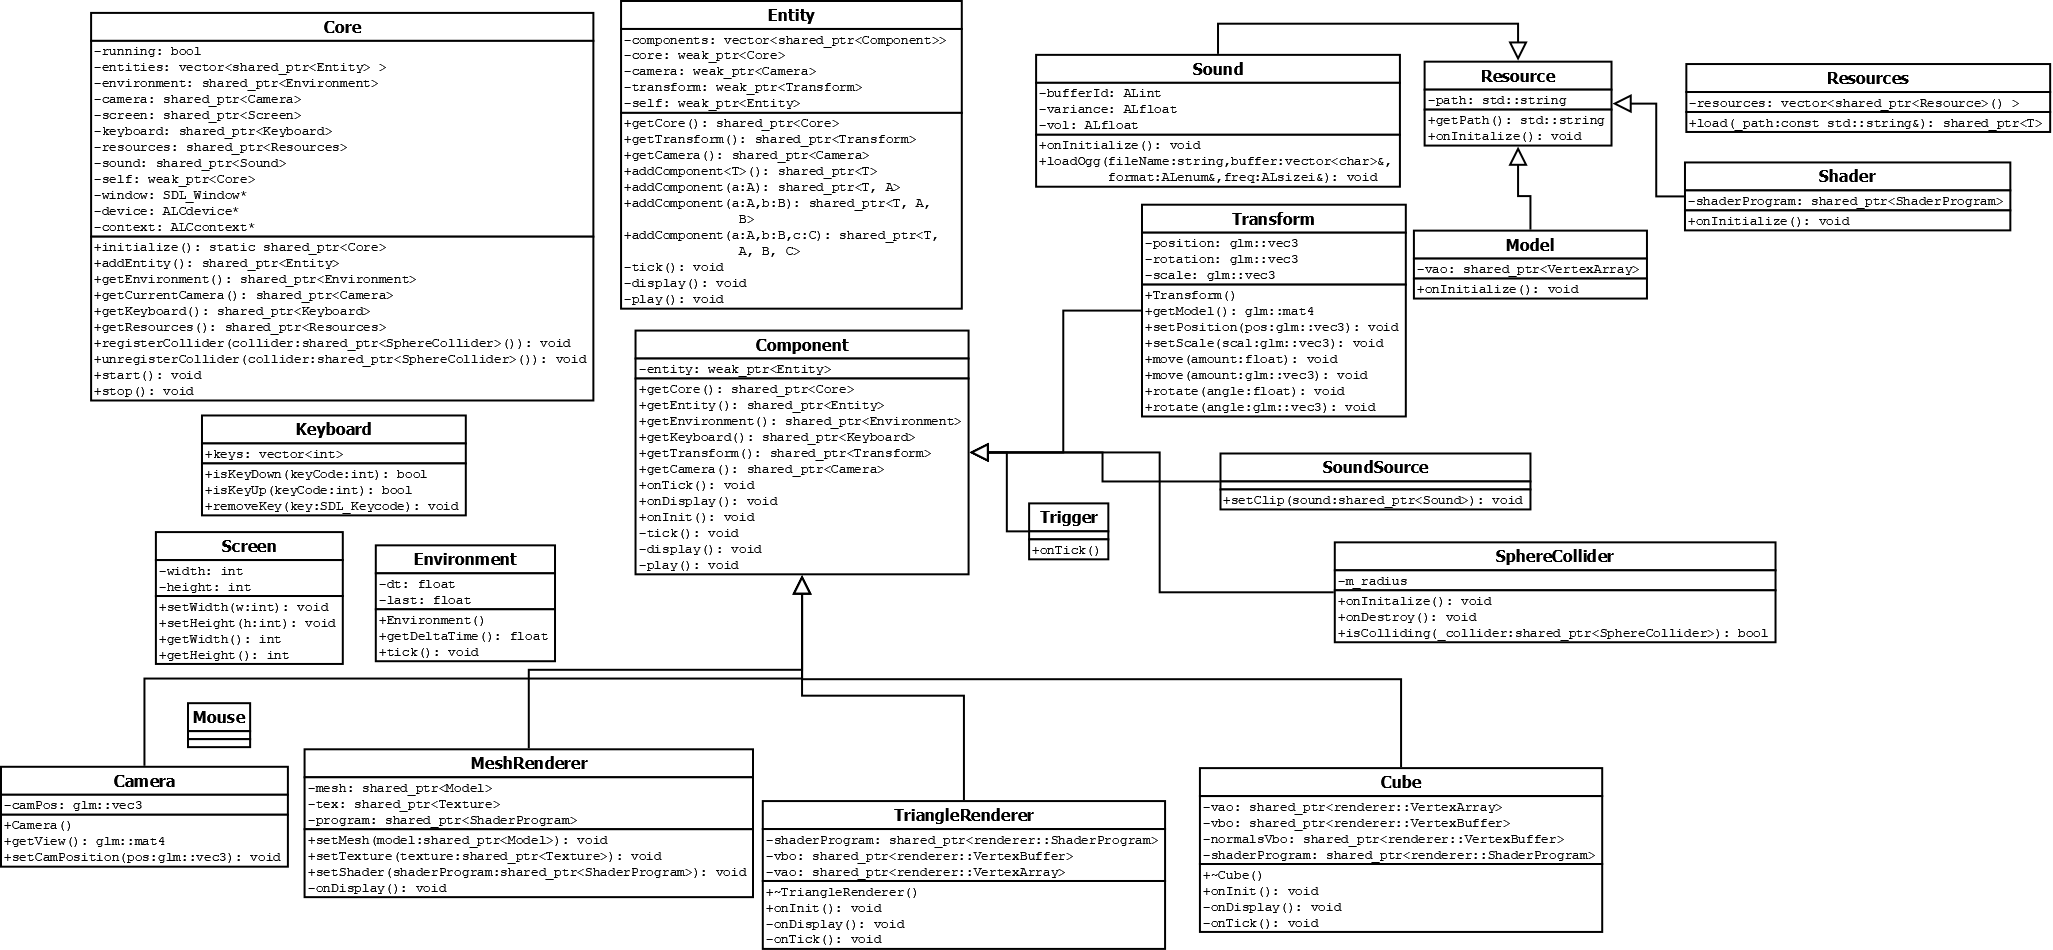 Core
-running: bool
-entities: vector<shared_ptr<Entity> >
-environment: shared_ptr<Environment>
-camera: shared_ptr<Camera>
-screen: shared_ptr<Screen>
-keyboard: shared_ptr<Keyboard>
-resources: shared_ptr<Resources>
-sound: shared_ptr<Sound>
-self: weak_ptr<Core>
-window: SDL_Window*
-device: ALCdevice*
-context: ALCcontext*
+initialize(): static shared_ptr<Core>
+addEntity(): shared_ptr<Entity>
+getEnvironment(): shared_ptr<Environment>
+getCurrentCamera(): shared_ptr<Camera>
+getKeyboard(): shared_ptr<Keyboard>
+getResources(): shared_ptr<Resources>
+registerCollider(collider:shared_ptr<SphereCollider>()): void
+unregisterCollider(collider:shared_ptr<SphereCollider>()): void
+start(): void
+stop(): void
Entity
-components: vector<shared_ptr<Component>>
-core: weak_ptr<Core>
-camera: weak_ptr<Camera>
-transform: weak_ptr<Transform>
-self: weak_ptr<Entity>
+getCore(): shared_ptr<Core>
+getTransform(): shared_ptr<Transform>
+getCamera(): shared_ptr<Camera>
+addComponent<T>(): shared_ptr<T>
+addComponent(a:A): shared_ptr<T, A>
+addComponent(a:A,b:B): shared_ptr<T, A,
B>
+addComponent(a:A,b:B,c:C): shared_ptr<T,
A, B, C>
-tick(): void
-display(): void
-play(): void
Sound
-bufferId: ALint
-variance: ALfloat
-vol: ALfloat
+onInitialize(): void
+loadOgg(fileName:string,buffer:vector<char>&,
format:ALenum&,freq:ALsizei&): void
Resource
-path: std::string
+getPath(): std::string
+onInitalize(): void
Resources
-resources: vector<shared_ptr<Resource>() >
+load(_path:const std::string&): shared_ptr<T>
Shader
-shaderProgram: shared_ptr<ShaderProgram>
+onInitialize(): void
Transform
-position: glm::vec3
-rotation: glm::vec3
-scale: glm::vec3
+Transform()
+getModel(): glm::mat4
+setPosition(pos:glm::vec3): void
+setScale(scal:glm::vec3): void
+move(amount:float): void
+move(amount:glm::vec3): void
+rotate(angle:float): void
+rotate(angle:glm::vec3): void
Model
-vao: shared_ptr<VertexArray>
+onInitialize(): void
Component
-entity: weak_ptr<Entity>
+getCore(): shared_ptr<Core>
+getEntity(): shared_ptr<Entity>
+getEnvironment(): shared_ptr<Environment>
+getKeyboard(): shared_ptr<Keyboard>
+getTransform(): shared_ptr<Transform>
+getCamera(): shared_ptr<Camera>
+onTick(): void
+onDisplay(): void
+onInit(): void
-tick(): void
-display(): void
-play(): void
Keyboard
+keys: vector<int>
+isKeyDown(keyCode:int): bool
+isKeyUp(keyCode:int): bool
+removeKey(key:SDL_Keycode): void
SoundSource
+setClip(sound:shared_ptr<Sound>): void
Trigger
+onTick()
Screen
-width: int
-height: int
+setWidth(w:int): void
+setHeight(h:int): void
+getWidth(): int
+getHeight(): int
Environment
-dt: float
-last: float
+Environment()
+getDeltaTime(): float
+tick(): void
SphereCollider
-m_radius
+onInitalize(): void
+onDestroy(): void
+isColliding(_collider:shared_ptr<SphereCollider>): bool
Mouse
Camera
-camPos: glm::vec3
+Camera()
+getView(): glm::mat4
+setCamPosition(pos:glm::vec3): void
MeshRenderer
-mesh: shared_ptr<Model>
-tex: shared_ptr<Texture>
-program: shared_ptr<ShaderProgram>
+setMesh(model:shared_ptr<Model>): void
+setTexture(texture:shared_ptr<Texture>): void
+setShader(shaderProgram:shared_ptr<ShaderProgram>): void
-onDisplay(): void
TriangleRenderer
-shaderProgram: shared_ptr<renderer::ShaderProgram>
-vbo: shared_ptr<renderer::VertexBuffer>
-vao: shared_ptr<renderer::VertexArray>
+~TriangleRenderer()
+onInit(): void
-onDisplay(): void
-onTick(): void
Cube
-vao: shared_ptr<renderer::VertexArray>
-vbo: shared_ptr<renderer::VertexBuffer>
-normalsVbo: shared_ptr<renderer::VertexBuffer>
-shaderProgram: shared_ptr<renderer::ShaderProgram>
+~Cube()
+onInit(): void
-onDisplay(): void
-onTick(): void